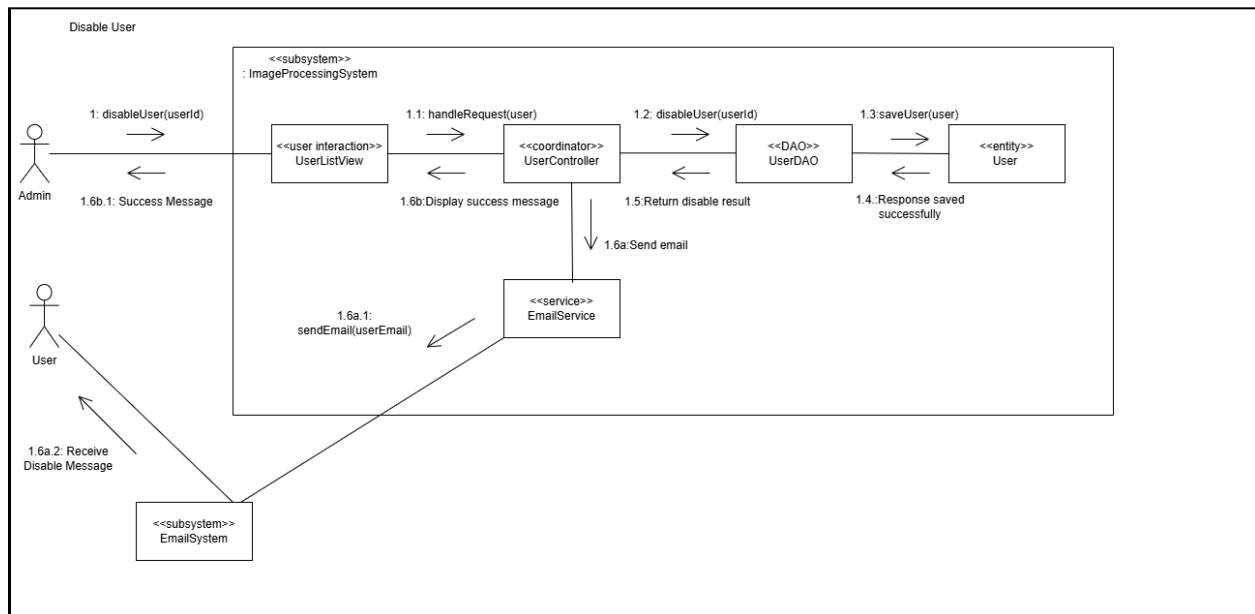 Disable User
<<subsystem>>
: ImageProcessingSystem
1: disableUser(userId)
1.1: handleRequest(user)
1.2: disableUser(userId)
1.3:saveUser(user)
<<user interaction>>
UserListView
<<coordinator>>
UserController
<<DAO>>
UserDAO
<<entity>>
User
Admin
1.6b.1: Success Message
1.6b:Display success message
1.5:Return disable result
1.4.:Response saved
successfully
1.6a:Send email
<<service>>
EmailService
1.6a.1:
sendEmail(userEmail)
User
1.6a.2: Receive
Disable Message
<<subsystem>>
EmailSystem